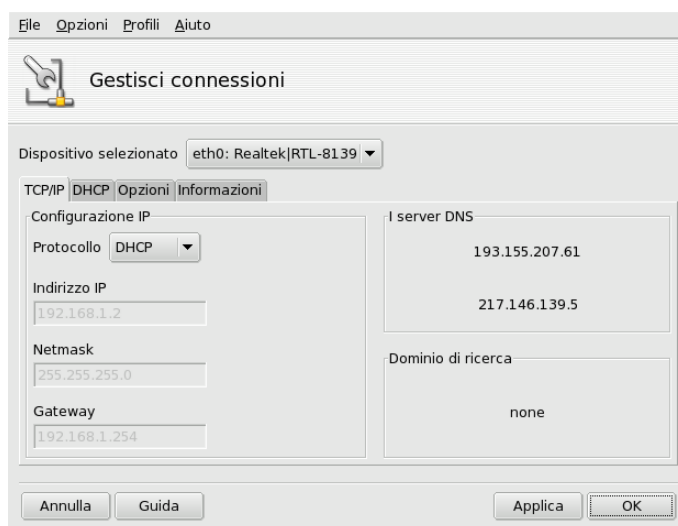 File Opzioni Profili Aiuto
Gestisci connessioni
Dispositivo selezionato eth0: Realtek|RTL-8139
TCP/IP DHCP Opzioni Informazioni
Configurazione IP
Protocollo DHCP
Indirizzo IP
192.168.1.2
Netmask
255.255.255.0
Gateway
192.168.1.254
I server DNS
193.155.207.61
217.146.139.5
Dominio di ricerca
none
Annulla Guida Applica OK